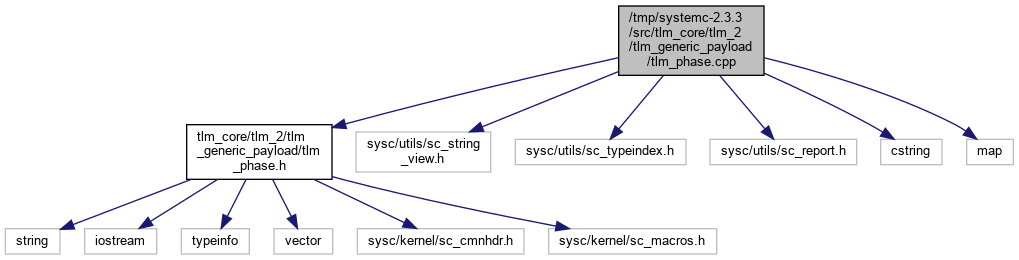 /tmp/systemc-2.3.3
/src/tlm_core/tlm_2
/tlm_generic_payload
/tlm_phase.cpp
tlm_core/tlm_2/tlm
_generic_payload/tlm
_phase.h
sysc/utils/sc_string
_view.h
sysc/utils/sc_typeindex.h
sysc/utils/sc_report.h
cstring
map
string
iostream
typeinfo
vector
sysc/kernel/sc_cmnhdr.h
sysc/kernel/sc_macros.h